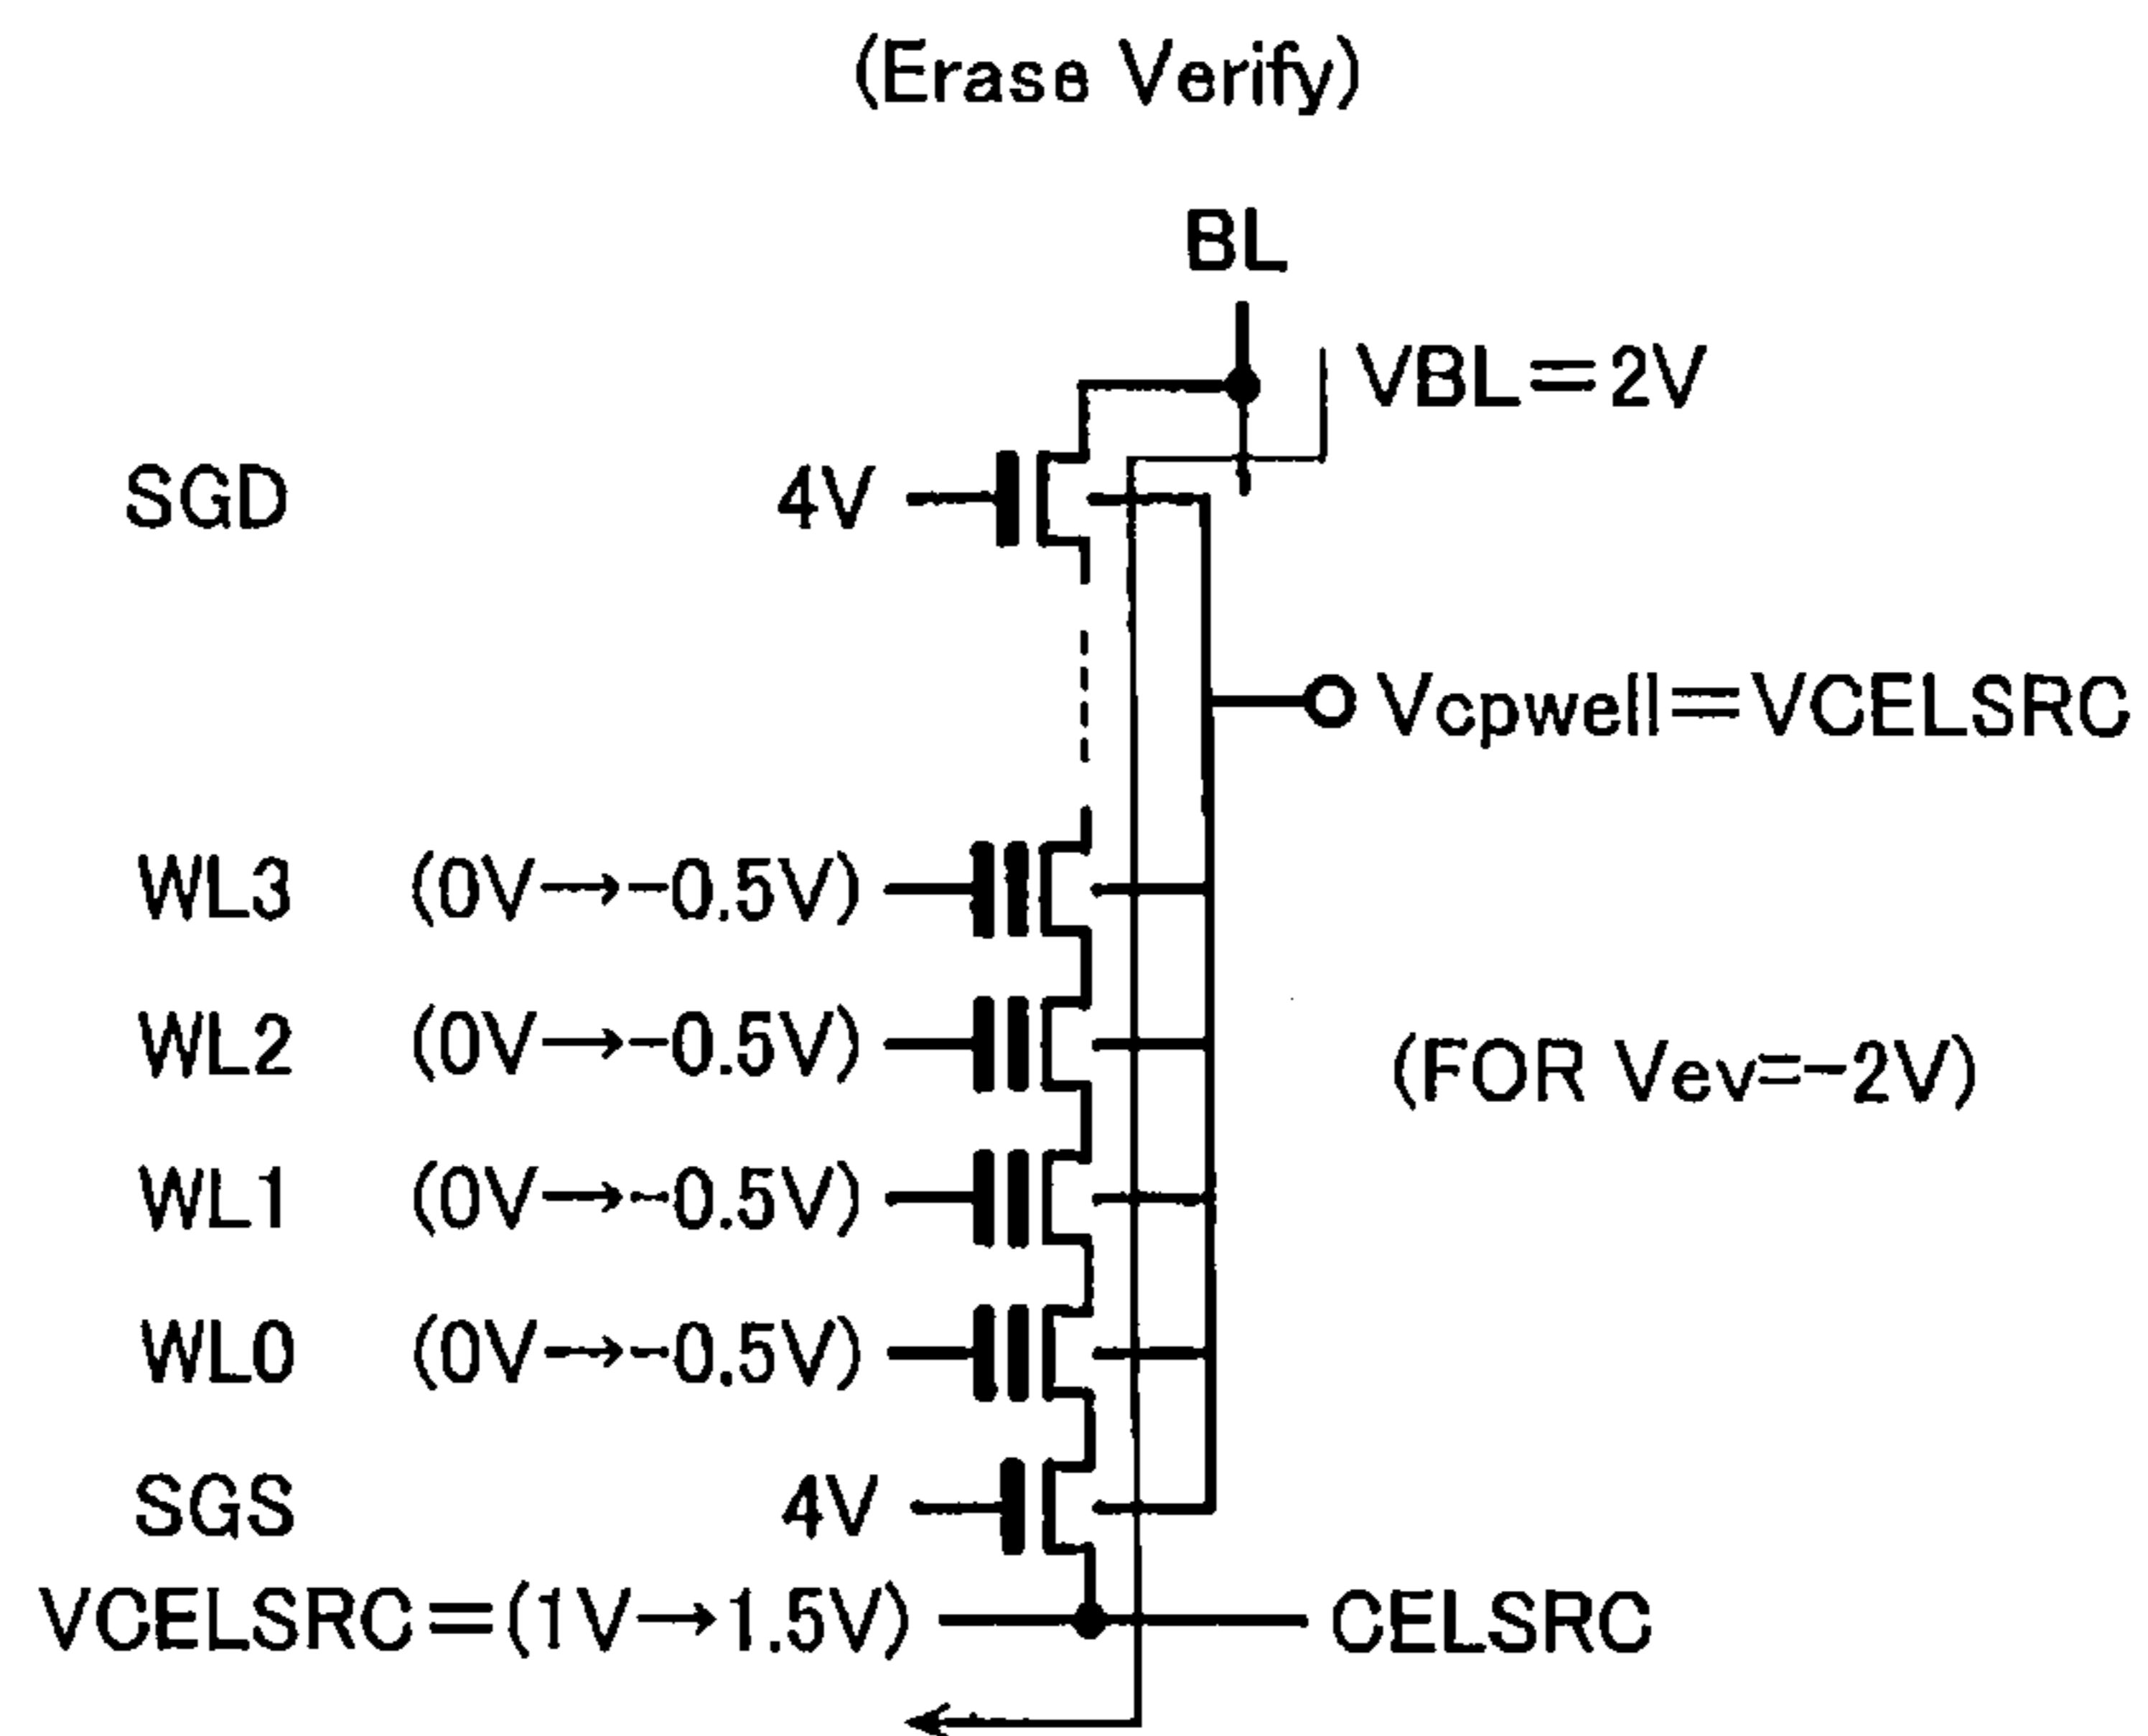 (Erase Verify)
BL
VBL=2V
SGD 4V
Vcpwell=VCELSRC
WL3 (0V→-0.5V)
WL2 (0V→-0.5V)
(FOR Vev=-2V)
WL1 (0V→-0.5V)
WL0 (0V→-0.5V)
SGS 4V
VCELSRC=(1V→1.5V) CELSRC